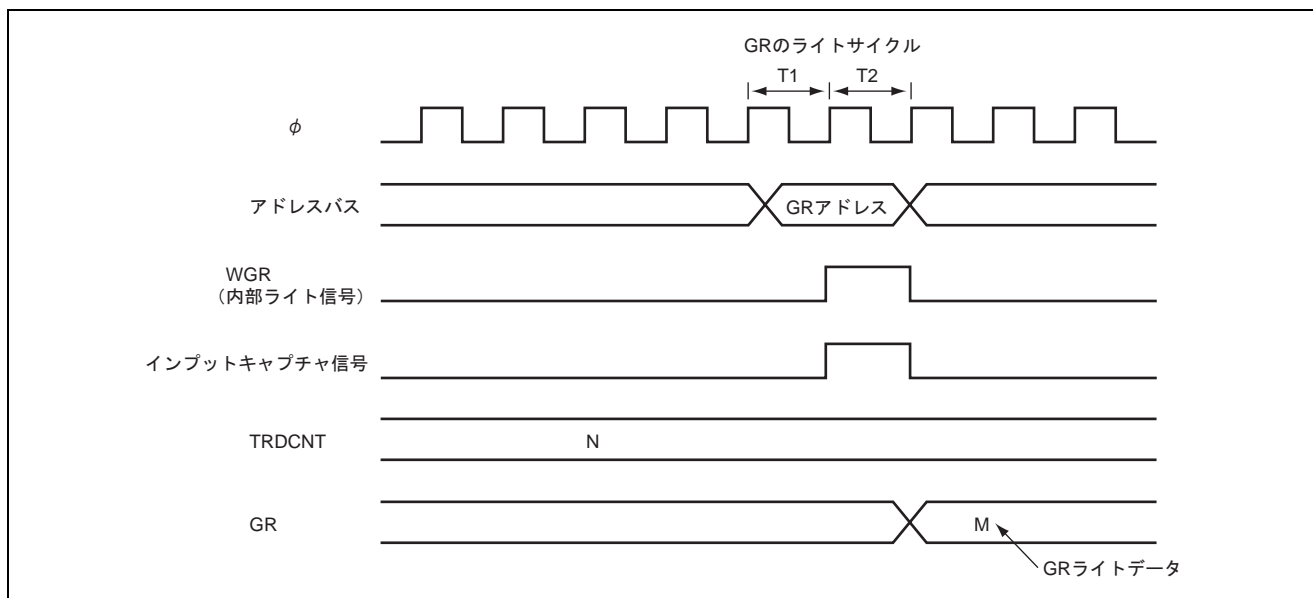 GRのライトサイクル
T1 T2
φ
アドレスバス GRアドレス
WGR
（内部ライト信号）
インプットキャプチャ信号
TRDCNT N
GR M
GRライトデータ